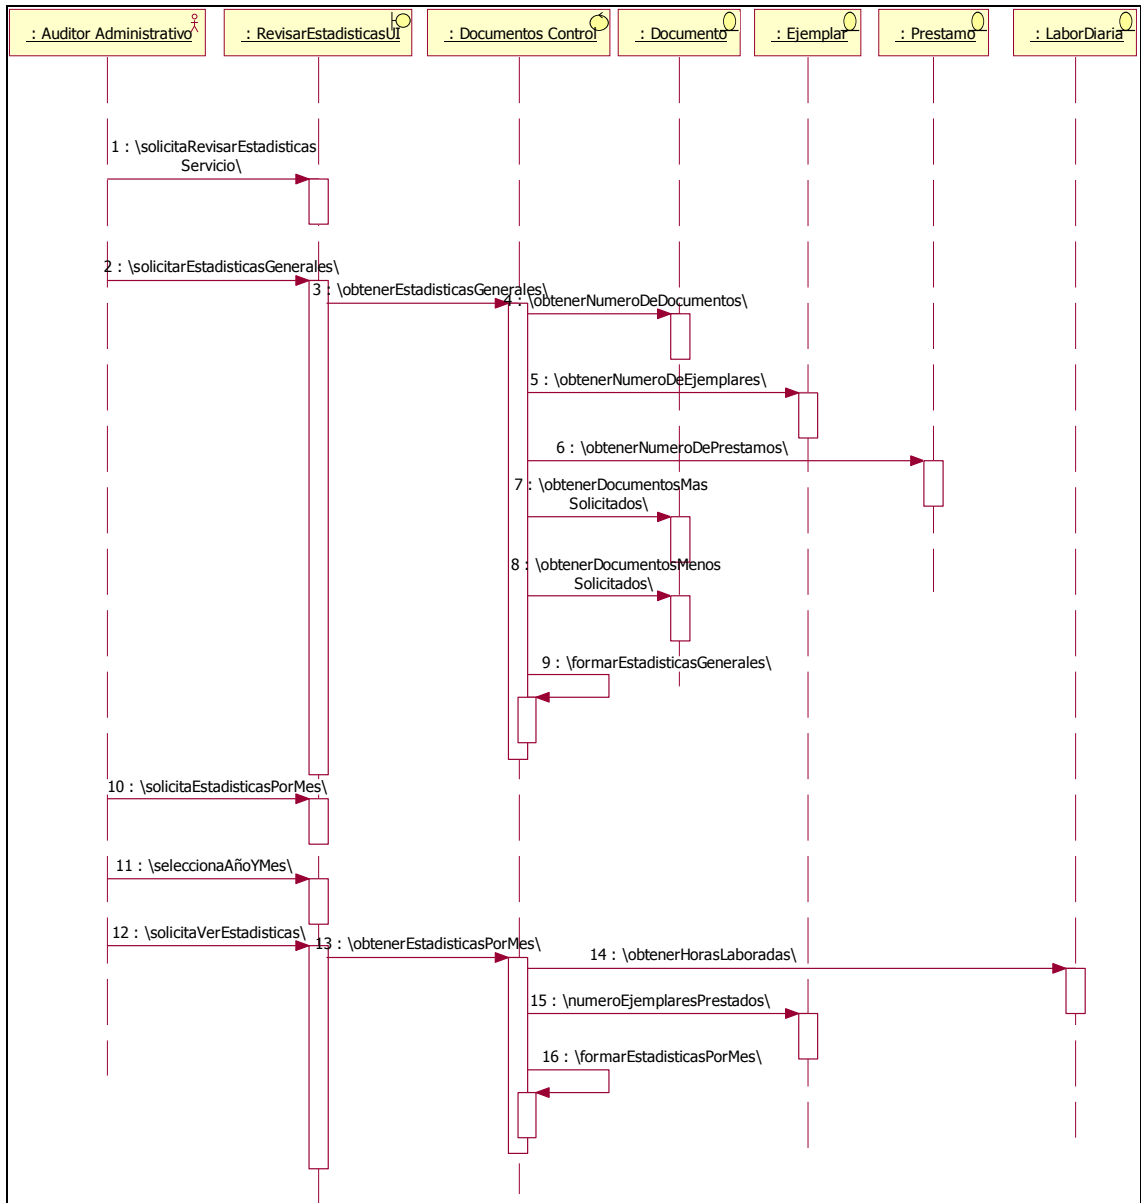 : Auditor Administrativo
: RevisarEstadisticasUI
: Documentos Control
: Documento
: Ejemplar
: Prestamo
: LaborDiaria
1 : \solicitaRevisarEstadisticas
Servicio\
2 : \solicitarEstadisticasGenerales\
3 : \obtenerEstadisticasGenerales\
4 : \obtenerNumeroDeDocumentos\
5 : \obtenerNumeroDeEjemplares\
6 : \obtenerNumeroDePrestamos\
7 : \obtenerDocumentosMas
Solicitados\
8 : \obtenerDocumentosMenos
Solicitados\
9 : \formarEstadisticasGenerales\
10 : \solicitaEstadisticasPorMes\
11 : \seleccionaAñoYMes\
12 : \solicitaVerEstadisticas\
13 : \obtenerEstadisticasPorMes\
14 : \obtenerHorasLaboradas\
15 : \numeroEjemplaresPrestados\
16 : \formarEstadisticasPorMes\